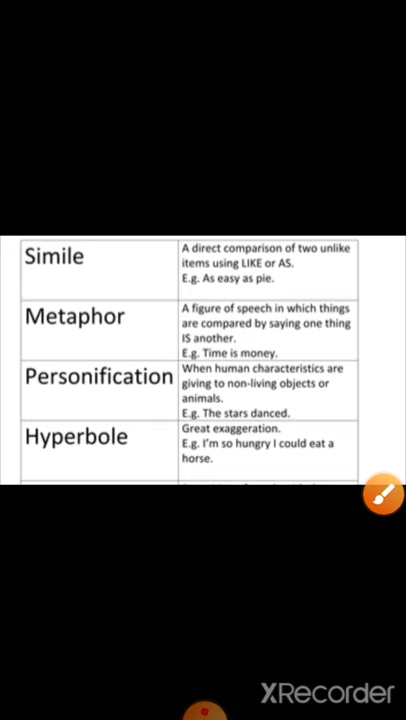 Simile
A direct comparison of two unlike
items using LIKE or AS.
E.g. As easy as pie.
Metaphor
A figure of speech in which things
are compared by saying one thing
IS another.
E.g. Time is money.
Personification
When human characteristics are
giving to non-living objects or
animals.
E.g. The stars danced.
Hyperbole
Great exaggeration.
E.g. I'm so hungry I could eat a
horse.
XRecorder